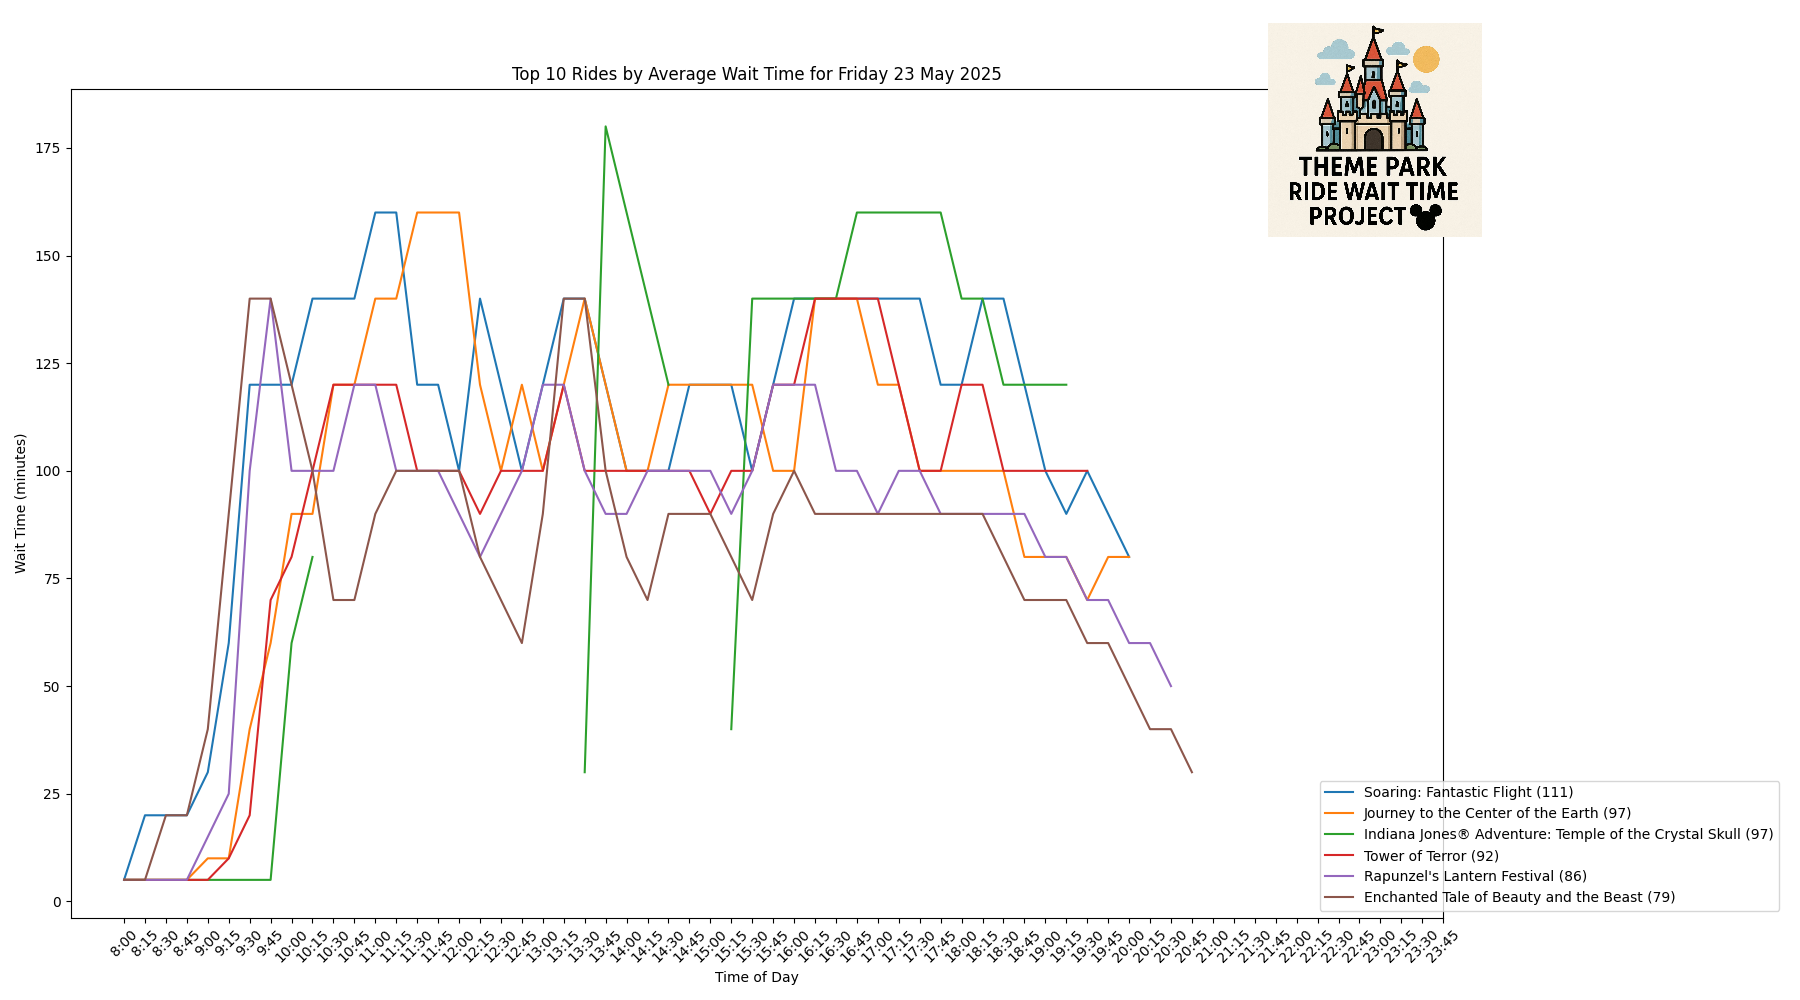 Top 10 Rides by Average Wait Time for Friday 23 May 2025
THEME PARK
RIDE WAIT TIME
PROJECT
Wait Time (minutes)
175
150
125
100
75
50
25
0
Soaring: Fantastic Flight (111)
Journey to the Center of the Earth (97)
Indiana Jones® Adventure: Temple of the Crystal Skull (97)
Tower of Terror (92)
Rapunzel's Lantern Festival (86)
Enchanted Tale of Beauty and the Beast (79)
8:00 8:15 8:30 8:45 9:00 9:15 9:30 9:45 10:00 10:15 10:30 10:45 11:00 11:15 11:30 11:45 12:00 12:15 12:30 12:45 13:00 13:15 13:30 13:45 14:00 14:15 14:30 14:45 15:00 15:15 15:30 15:45 16:00 16:15 16:30 16:45 17:00 17:15 17:30 17:45 18:00 18:15 18:30 18:45 19:00 19:15 19:30 19:45 20:00 20:15 20:30 20:45 21:00 21:15 21:30 21:45 22:00 22:15 22:30 22:45 23:00 23:15 23:30 23:45
Time of Day